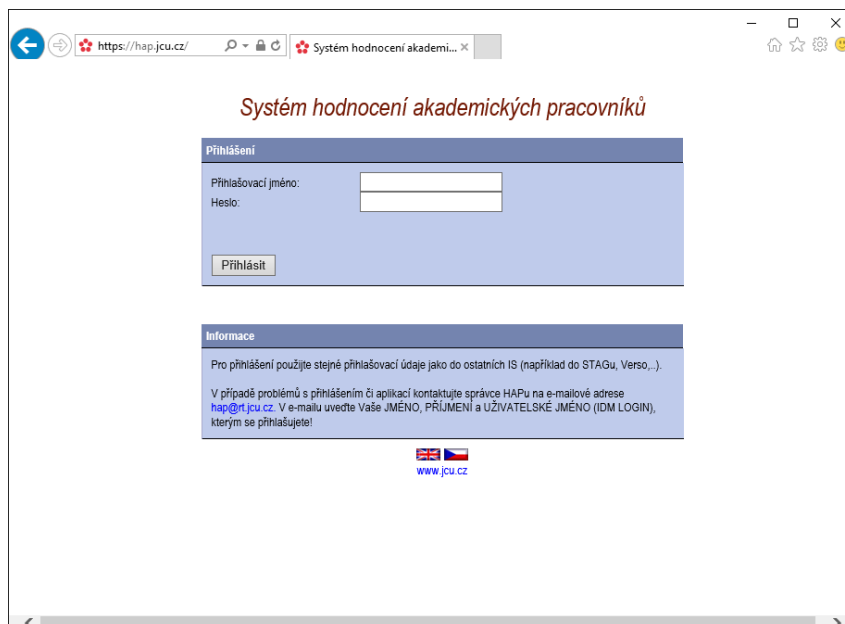 https://hap.jcu.cz/
Systém hodnocení akademi...
Systém hodnocení akademických pracovníků
Přihlášení
Přihlašovací jméno:
Heslo:
Přihlásit
Informace
Pro přihlášení použijte stejné přihlašovací údaje jako do ostatních IS (například do STAGu, Verso,..).
V případě problémů s přihlášením či aplikací kontaktujte správce HAPu na e-mailové adrese
hap@rt.jcu.cz. V e-mailu uveďte Vaše JMÉNO, PŘÍJMENÍ a UŽIVATELSKÉ JMÉNO (IDM LOGIN),
kterým se přihlašujete!
www.jcu.cz